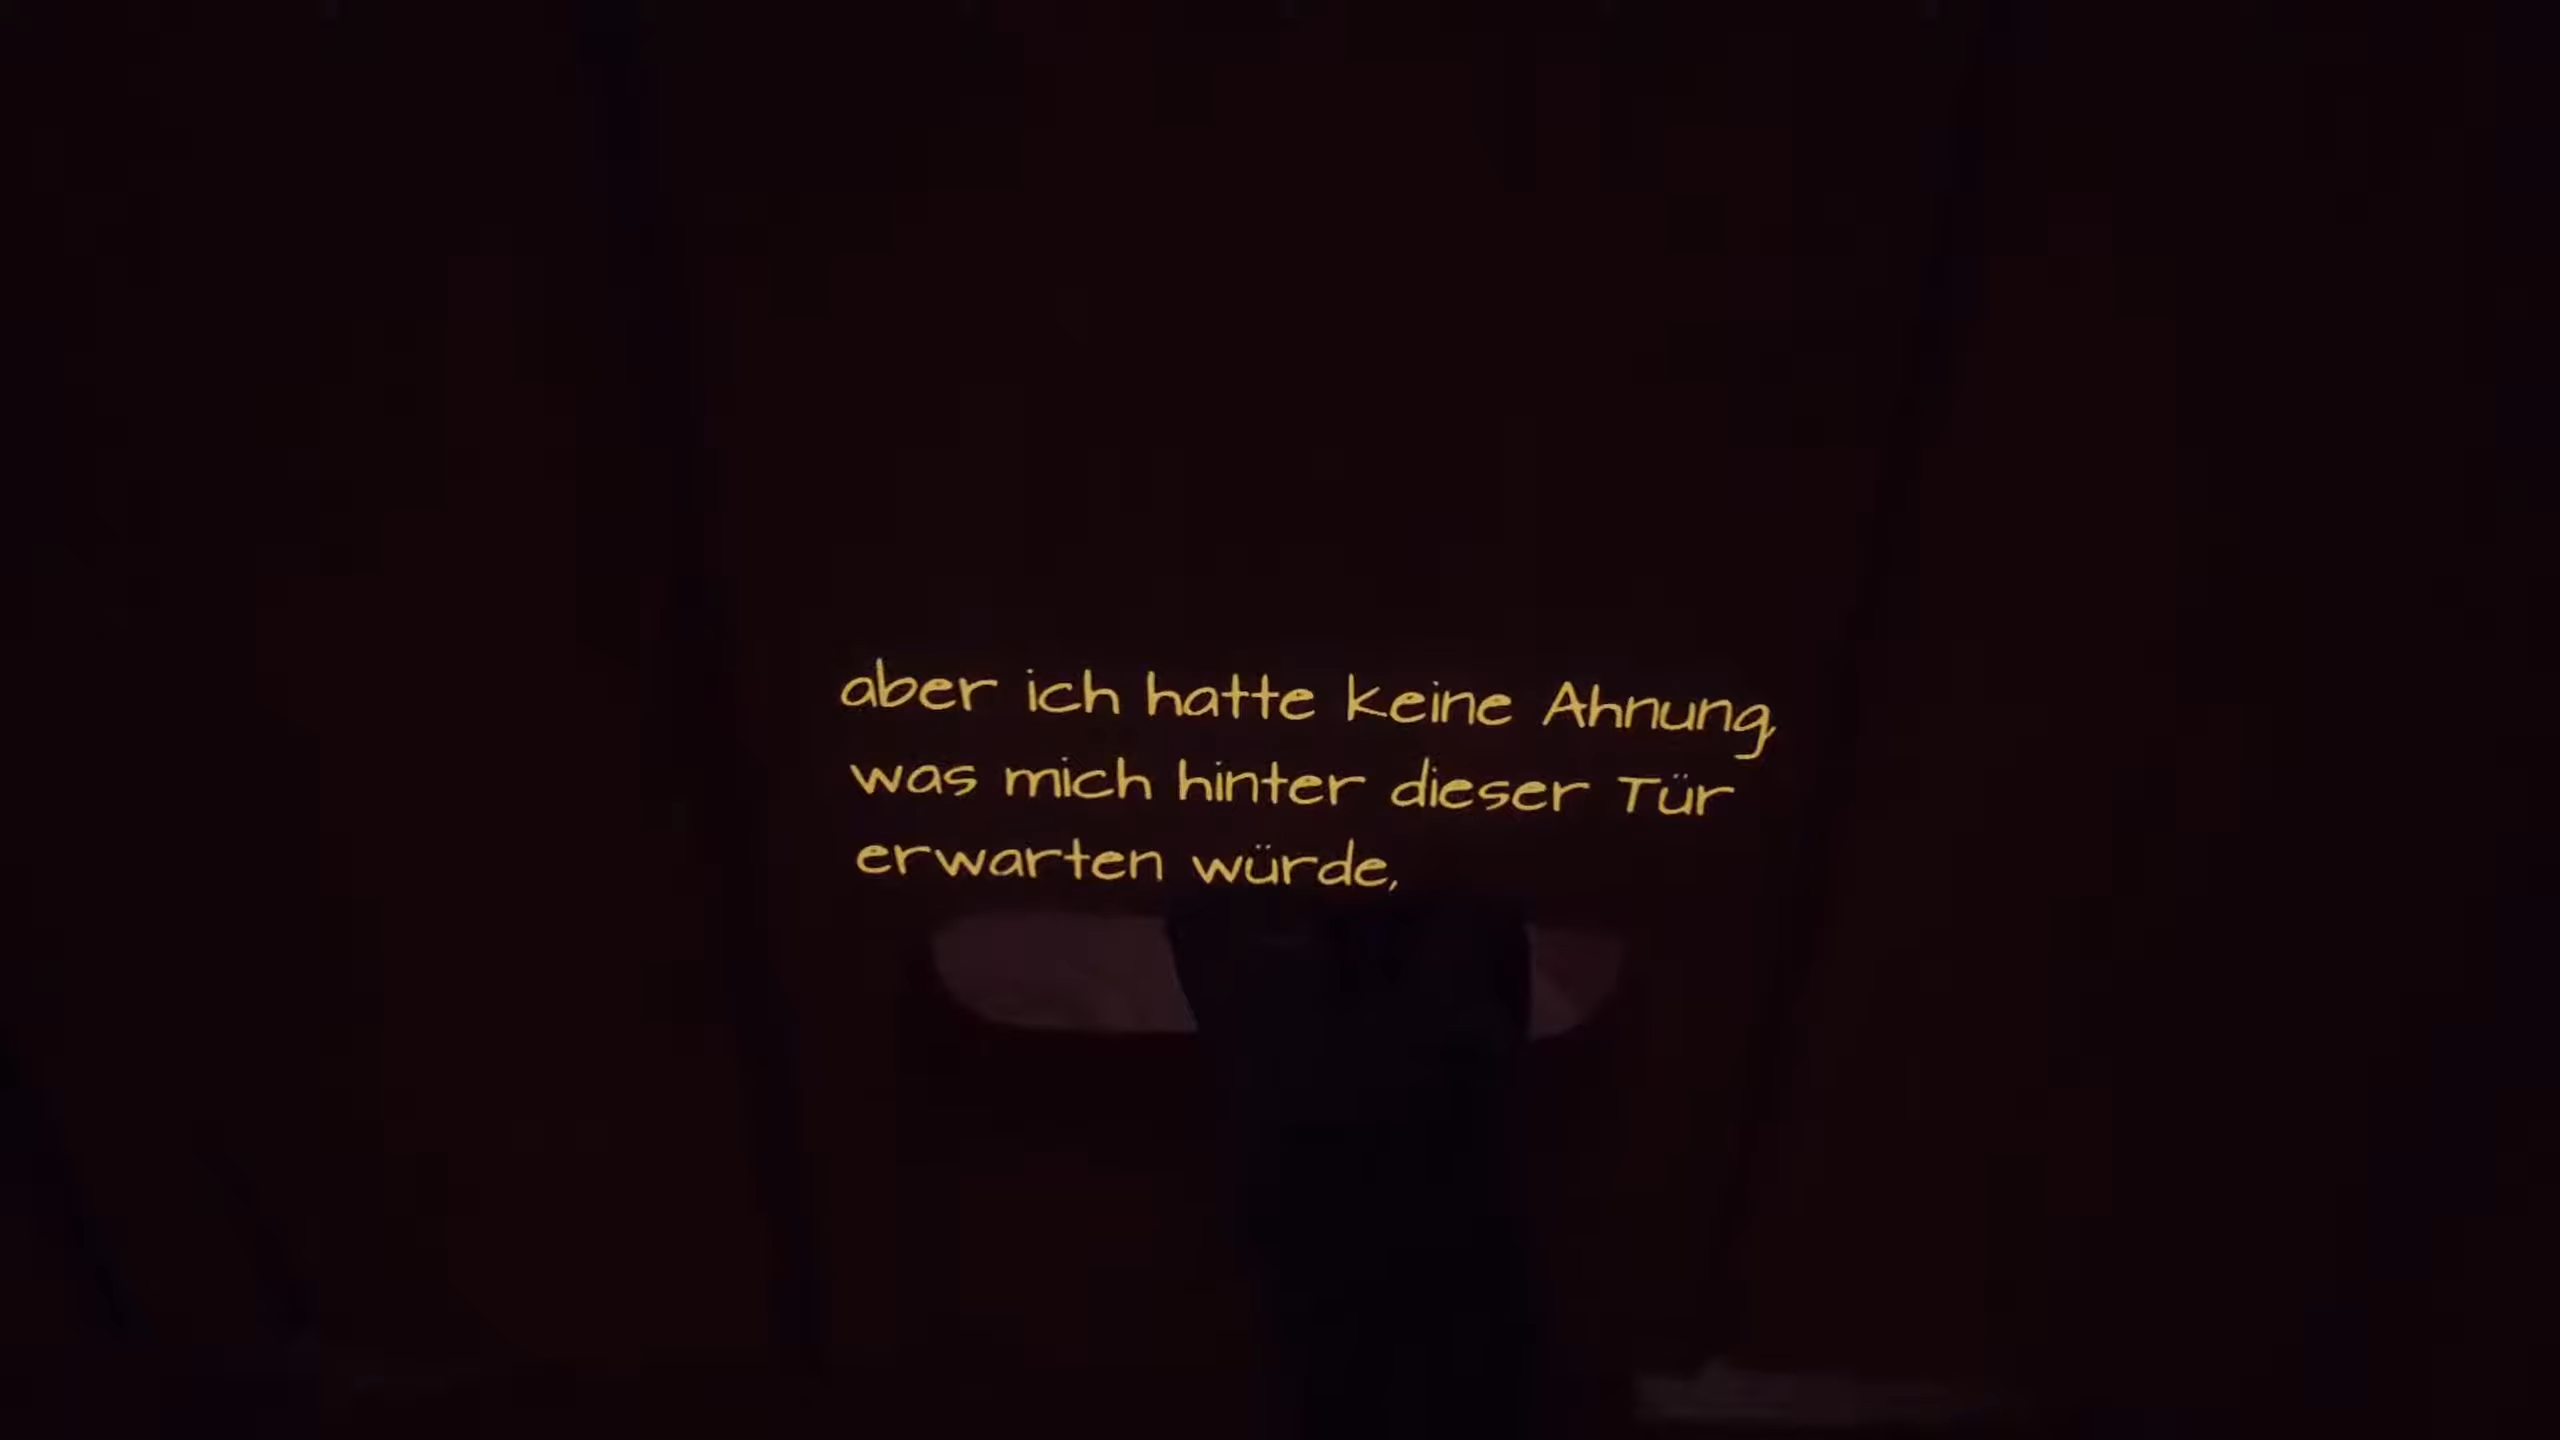 aber ich hatte keine Ahnung,
was mich hinter dieser Tür
erwarten würde,